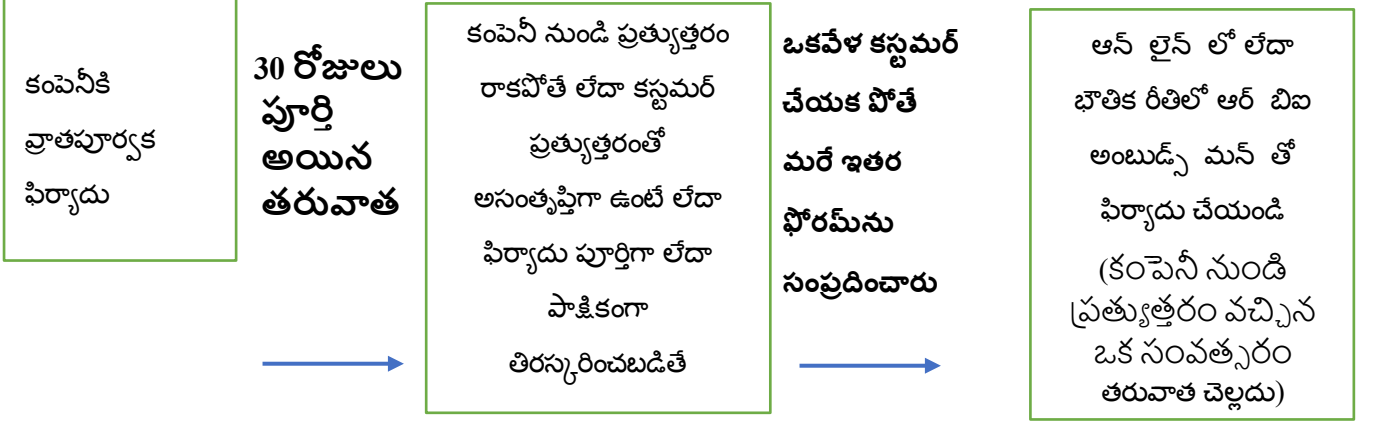 కంపెనీకి
వ్రాతపూర్వక
ఫిర్యాదు
30 రోజులు
పూర్తి
అయిన
తరువాత
కంపెనీ నుండి ప్రత్యుత్తరం
రాకపోతే లేదా కస్టమర్
ప్రత్యుత్తరంతో
అసంతృప్తిగా ఉంటే లేదా
ఫిర్యాదు పూర్తిగా లేదా
పాక్షికంగా
తిరస్కరించబడితే
ఒకవేళ కస్టమర్
చేయక పోతే
మరే ఇతర
ఫోరమ్‌ను
సంప్రదించారు
ఆన్ లైన్ లో లేదా
భౌతిక రీతిలో ఆర్ బిఐ
అంబుడ్స్ మన్ తో
ఫిర్యాదు చేయండి
(కంపెనీ నుండి
ప్రత్యుత్తరం వచ్చిన
ఒక సంవత్సరం
తరువాత చెల్లదు)